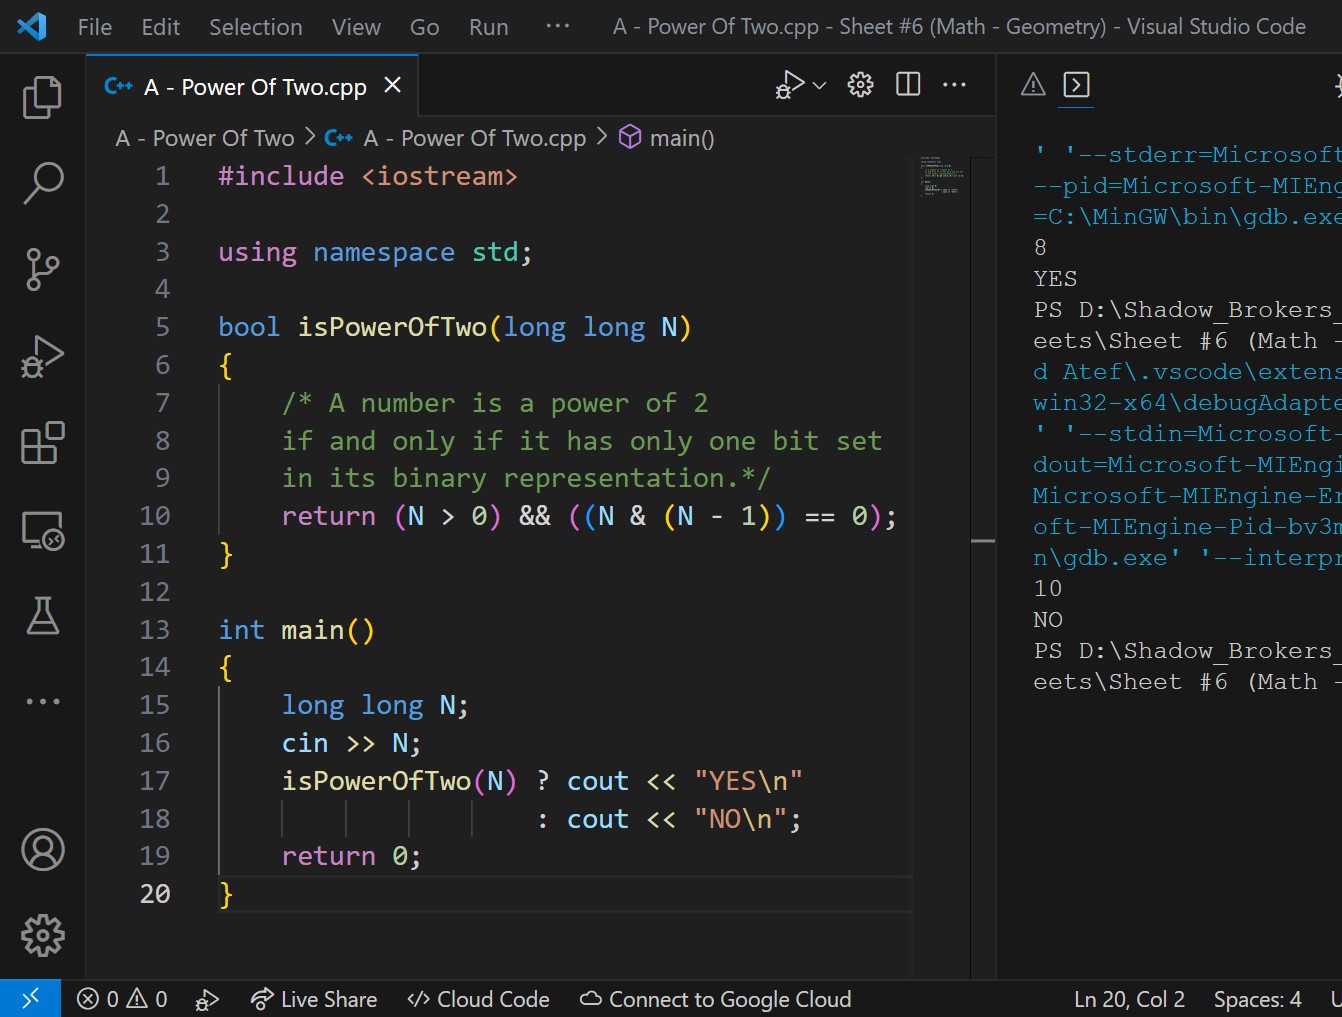 File Edit Selection View Go Run ··· A - Power Of Two.cpp - Sheet #6 (Math - Geometry) - Visual Studio Code
C++ A - Power Of Two.cpp
A - Power Of Two > C++ A - Power Of Two.cpp > main()
1 #include <iostream>
2
3 using namespace std;
4
5 bool isPowerOfTwo(long long N)
6 {
7 /* A number is a power of 2
8 if and only if it has only one bit set
9 in its binary representation.*/
10 return (N > 0) && ((N & (N - 1)) == 0);
11 }
12
13 int main()
14 {
15 long long N;
16 cin >> N;
17 isPowerOfTwo(N) ? cout << "YES\n"
18 : cout << "NO\n";
19 return 0;
20 }
' '--stderr=Microsoft
--pid=Microsoft-MIEng
=C:\MinGW\bin\gdb.exe
8
YES
PS D:\Shadow_Brokers_
eets\Sheet #6 (Math -
d Atef\.vscode\extens
win32-x64\debugAdapte
' '--stdin=Microsoft-
dout=Microsoft-MIEngi
Microsoft-MIEngine-Er
oft-MIEngine-Pid-bv3m
n\gdb.exe' '--interpr
10
NO
PS D:\Shadow_Brokers_
eets\Sheet #6 (Math -
0 0 Live Share Cloud Code Connect to Google Cloud Ln 20, Col 2 Spaces: 4